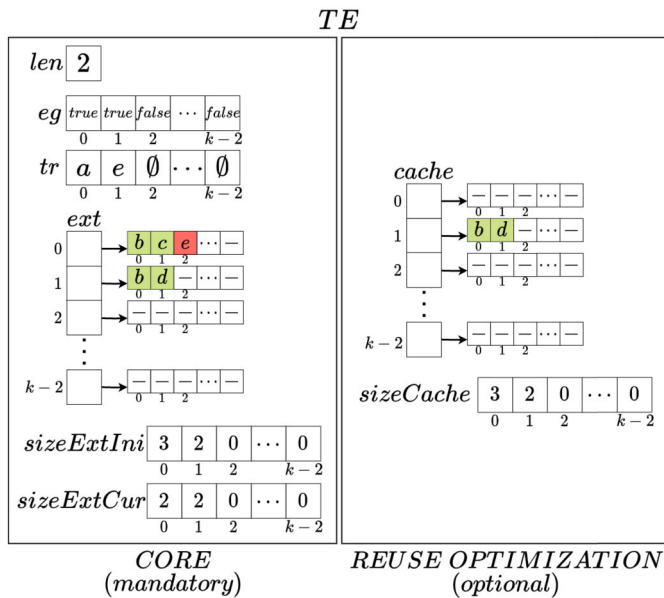 TE
len 2
eg true true false ··· false
0 1 2 k−2
tr a e ∅ ··· ∅
0 1 2 k−2
ext
0 b c e ··· —
0 1 2
1 b d — ··· —
0 1 2
2 — — — ··· —
0 1 2
⋮
k−2 — — — ··· —
0 1 2
sizeExtIni 3 2 0 ··· 0
0 1 2 k−2
sizeExtCur 2 2 0 ··· 0
0 1 2 k−2
CORE
(mandatory)
cache
0 — — — ··· —
0 1 2
1 b d — ··· —
0 1 2
2 — — — ··· —
0 1 2
⋮
k−2 — — — ··· —
0 1 2
sizeCache 3 2 0 ··· 0
0 1 2 k−2
REUSE OPTIMIZATION
(optional)